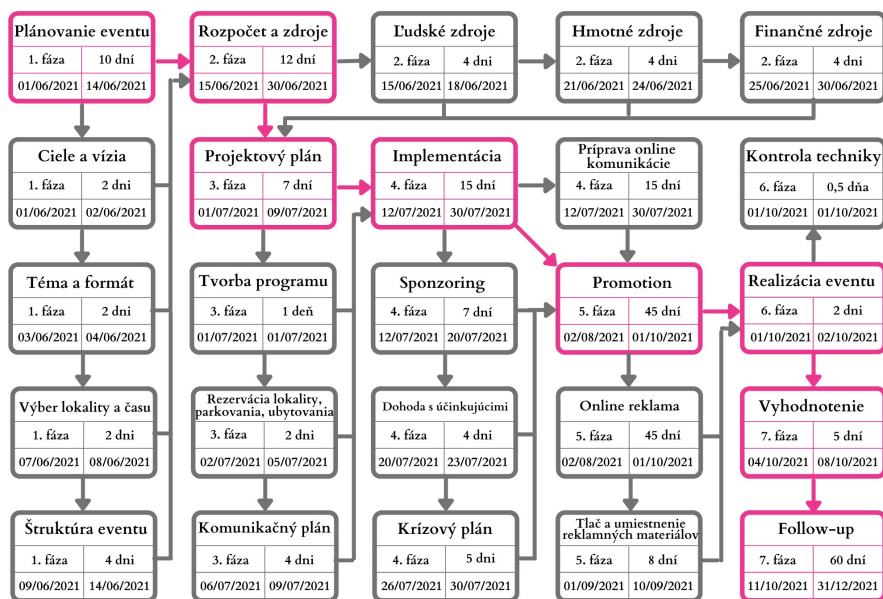 Plánovanie eventu
1. fáza 10 dní
01/06/2021 14/06/2021
Rozpočet a zdroje
2. fáza 12 dní
15/06/2021 30/06/2021
Ľudské zdroje
2. fáza 4 dni
15/06/2021 18/06/2021
Hmotné zdroje
2. fáza 4 dni
21/06/2021 24/06/2021
Finančné zdroje
2. fáza 4 dni
25/06/2021 30/06/2021
Ciele a vízia
1. fáza 2 dni
01/06/2021 02/06/2021
Projektový plán
3. fáza 7 dní
01/07/2021 09/07/2021
Implementácia
4. fáza 15 dní
12/07/2021 30/07/2021
Príprava online
komunikácie
4. fáza 15 dní
12/07/2021 30/07/2021
Kontrola techniky
6. fáza 0,5 dňa
01/10/2021 01/10/2021
Téma a formát
1. fáza 2 dni
03/06/2021 04/06/2021
Tvorba programu
3. fáza 1 deň
01/07/2021 01/07/2021
Sponzoring
4. fáza 7 dní
12/07/2021 20/07/2021
Promotion
5. fáza 45 dní
02/08/2021 01/10/2021
Realizácia eventu
6. fáza 2 dni
01/10/2021 02/10/2021
Výber lokality a času
1. fáza 2 dni
07/06/2021 08/06/2021
Rezervácia lokality,
parkovania, ubytovania
3. fáza 2 dni
02/07/2021 05/07/2021
Dohoda s účinkujúcimi
4. fáza 4 dni
20/07/2021 23/07/2021
Online reklama
5. fáza 45 dní
02/08/2021 01/10/2021
Vyhodnotenie
7. fáza 5 dní
04/10/2021 08/10/2021
Štruktúra eventu
1. fáza 4 dni
09/06/2021 14/06/2021
Komunikačný plán
3. fáza 4 dni
06/07/2021 09/07/2021
Krízový plán
4. fáza 5 dni
26/07/2021 30/07/2021
Tlač a umiestnenie
reklamných materiálov
5. fáza 8 dní
01/09/2021 10/09/2021
Follow-up
7. fáza 60 dní
11/10/2021 31/12/2021